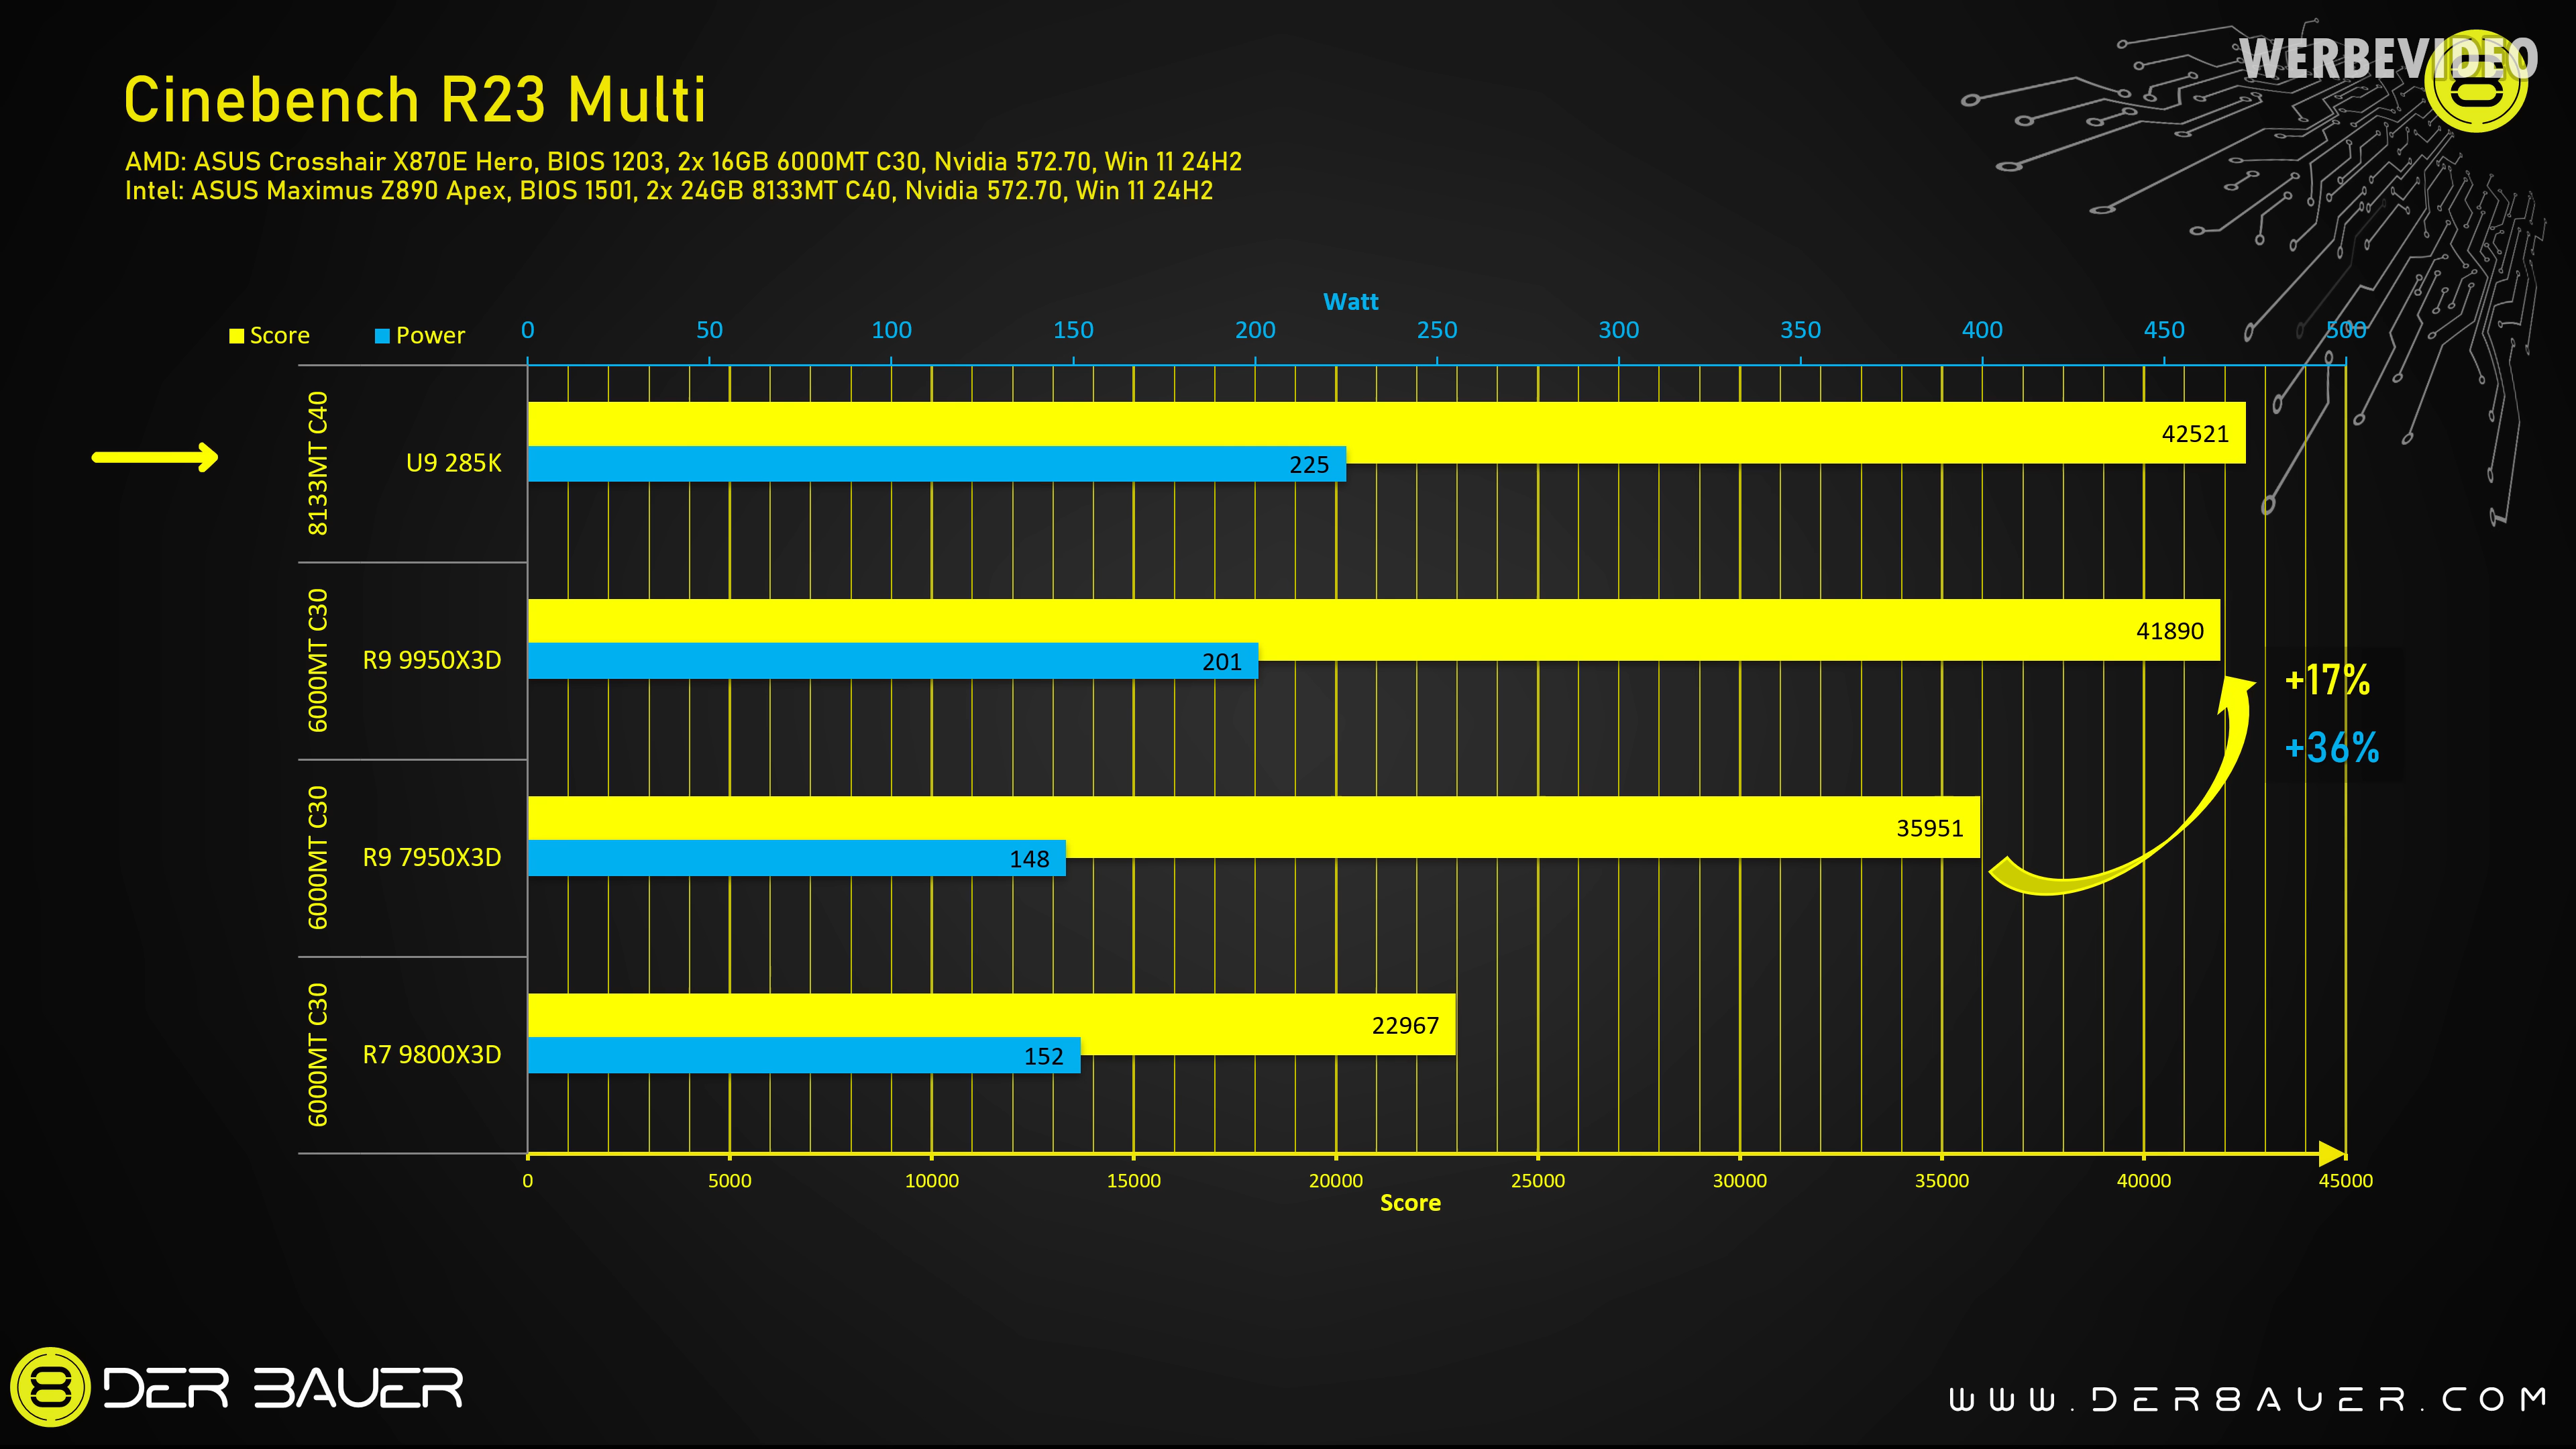 WERBEVIDEO
Cinebench R23 Multi
AMD: ASUS Crosshair X870E Hero, BIOS 1203, 2x 16GB 6000MT C30, Nvidia 572.70, Win 11 24H2
Intel: ASUS Maximus Z890 Apex, BIOS 1501, 2x 24GB 8133MT C40, Nvidia 572.70, Win 11 24H2
Watt
Score Power 0 50 100 150 200 250 300 350 400 450 500
8133MT C40 U9 285K 42521
225
6000MT C30 R9 9950X3D 41890
201
+17%
+36%
6000MT C30 R9 7950X3D 35951
148
6000MT C30 R7 9800X3D 22967
152
0 5000 10000 15000 20000 25000 30000 35000 40000 45000
Score
DER BAUER
WWW.DER8AUER.COM